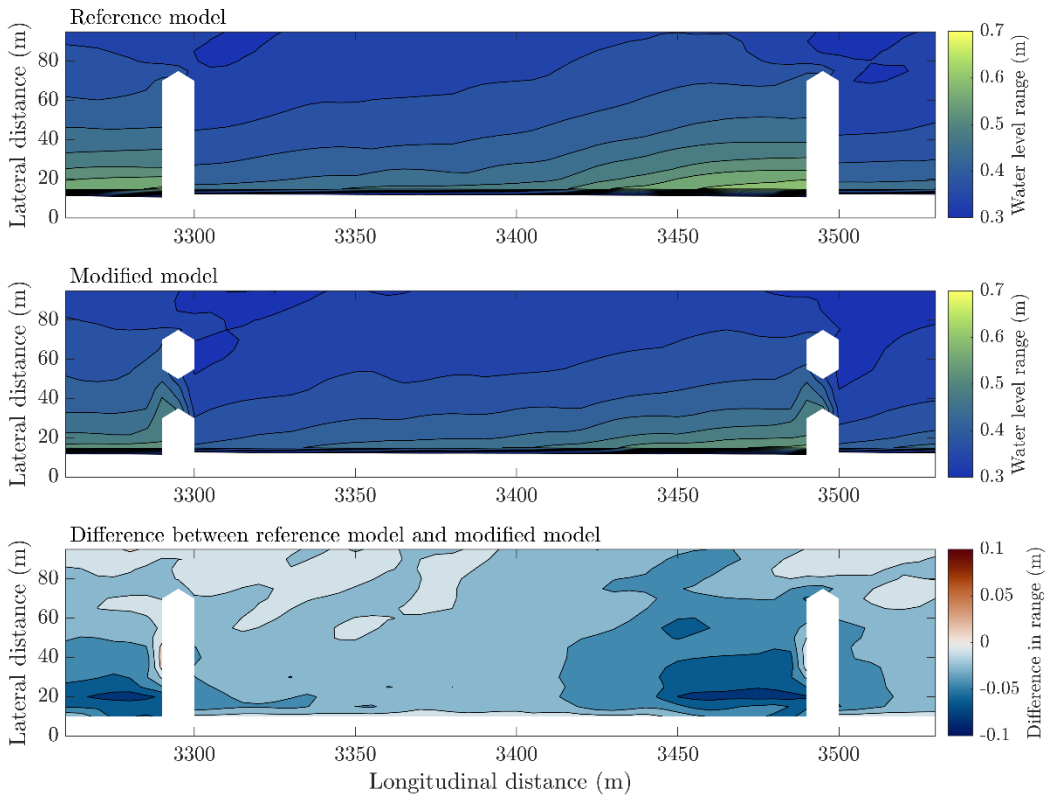 Reference model
Lateral distance (m)
80
60
40
20
0
3300 3350 3400 3450 3500
0.7
0.6
0.5
0.4
0.3
Water level range (m)
Modified model
Lateral distance (m)
80
60
40
20
0
3300 3350 3400 3450 3500
0.7
0.6
0.5
0.4
0.3
Water level range (m)
Difference between reference model and modified model
Lateral distance (m)
80
60
40
20
0
3300 3350 3400 3450 3500
Longitudinal distance (m)
0.1
0.05
0
-0.05
-0.1
Difference in range (m)